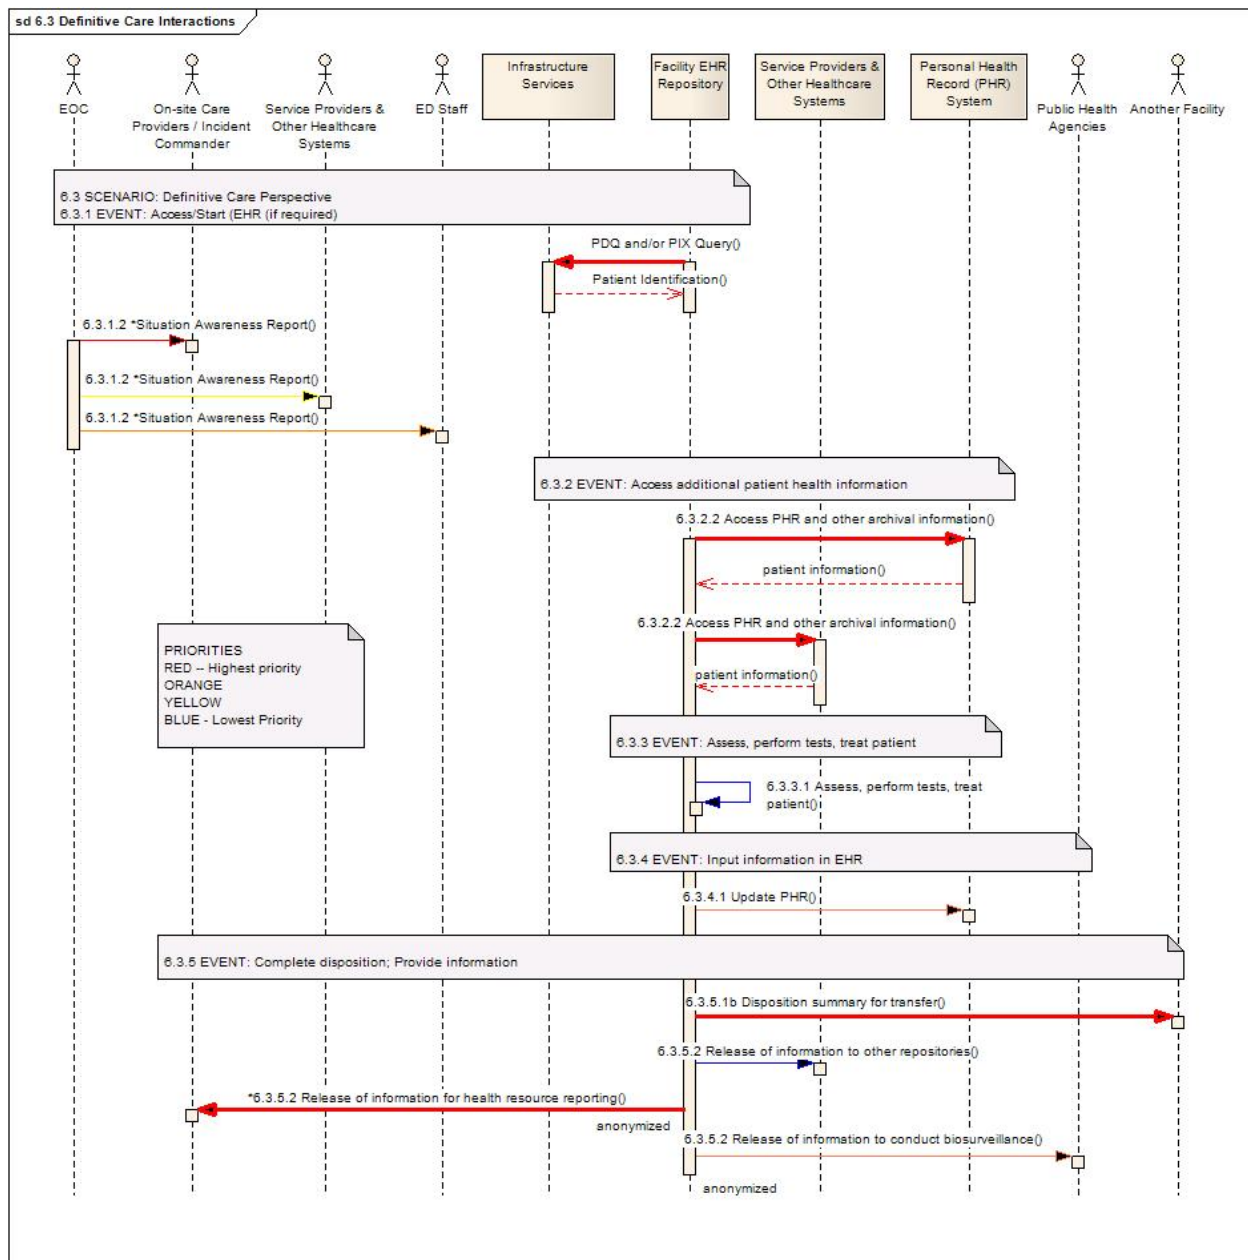 sd 6.3 Definitive Care Interactions
EOC
On-site Care
Providers / Incident
Commander
Service Providers &
Other Healthcare
Systems
ED Staff
Infrastructure
Services
Facility EHR
Repository
Service Providers &
Other Healthcare
Systems
Personal Health
Record (PHR)
System
Public Health
Agencies
Another Facility
6.3 SCENARIO: Definitive Care Perspective
6.3.1 EVENT: Access/Start (EHR (if required)
PDQ and/or PIX Query()
Patient Identification()
6.3.1.2 *Situation Awareness Report()
6.3.1.2 *Situation Awareness Report()
6.3.1.2 *Situation Awareness Report()
6.3.2 EVENT: Access additional patient health information
6.3.2.2 Access PHR and other archival information()
patient information()
6.3.2.2 Access PHR and other archival information()
patient information()
PRIORITIES
RED -- Highest priority
ORANGE
YELLOW
BLUE - Lowest Priority
6.3.3 EVENT: Assess, perform tests, treat patient
6.3.3.1 Assess, perform tests, treat
patient()
6.3.4 EVENT: Input information in EHR
6.3.4.1 Update PHR()
6.3.5 EVENT: Complete disposition; Provide information
6.3.5.1b Disposition summary for transfer()
6.3.5.2 Release of information to other repositories()
*6.3.5.2 Release of information for health resource reporting()
anonymized
6.3.5.2 Release of information to conduct biosurveillance()
anonymized